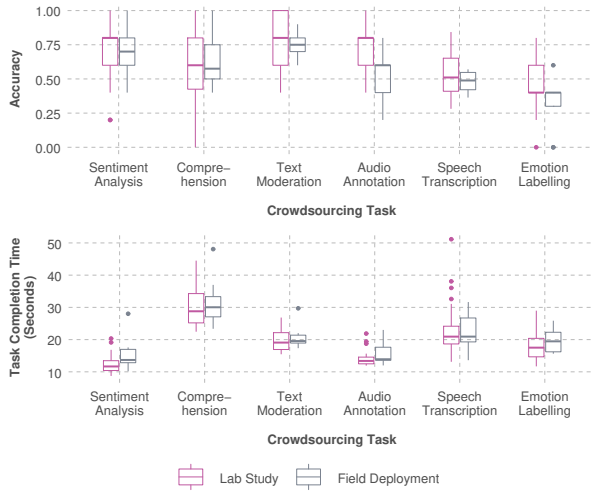 Accuracy
1.00
0.75
0.50
0.25
0.00
Sentiment Analysis
Compre–hension
Text Moderation
Audio Annotation
Speech Transcription
Emotion Labelling
Crowdsourcing Task
Task Completion Time
(Seconds)
50
40
30
20
10
Sentiment Analysis
Compre–hension
Text Moderation
Audio Annotation
Speech Transcription
Emotion Labelling
Crowdsourcing Task
Lab Study
Field Deployment